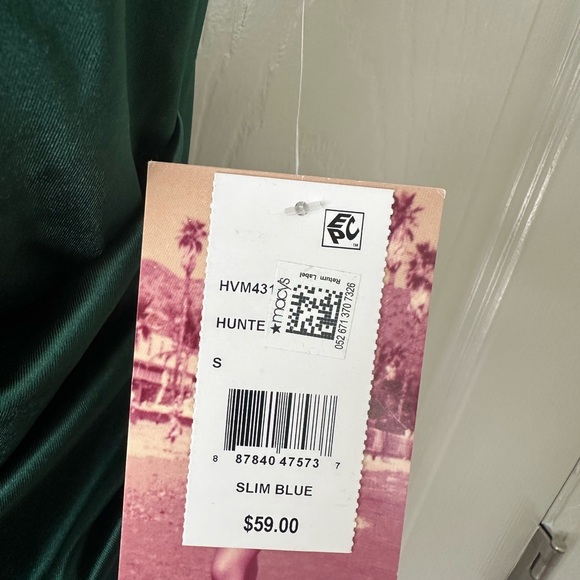 EPC
HVM431
Return Label
★macy's
052 671 370 7326
HUNTE
S
8 87840 47573 7
SLIM BLUE
$59.00